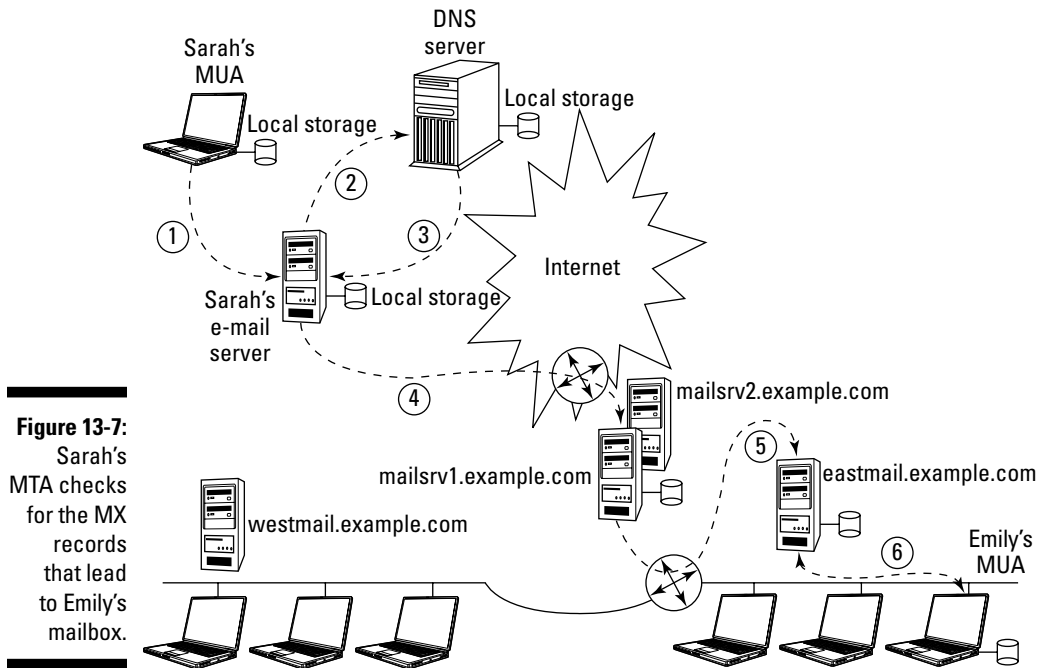 DNS
server
Sarah's
MUA
Local storage
Local storage
2
1
3
Internet
Sarah's
e-mail
server
Local storage
4
mailsrv2.example.com
mailsrv1.example.com
5
eastmail.example.com
westmail.example.com
6
Emily's
MUA
Figure 13-7:
Sarah's
MTA checks
for the MX
records
that lead
to Emily's
mailbox.